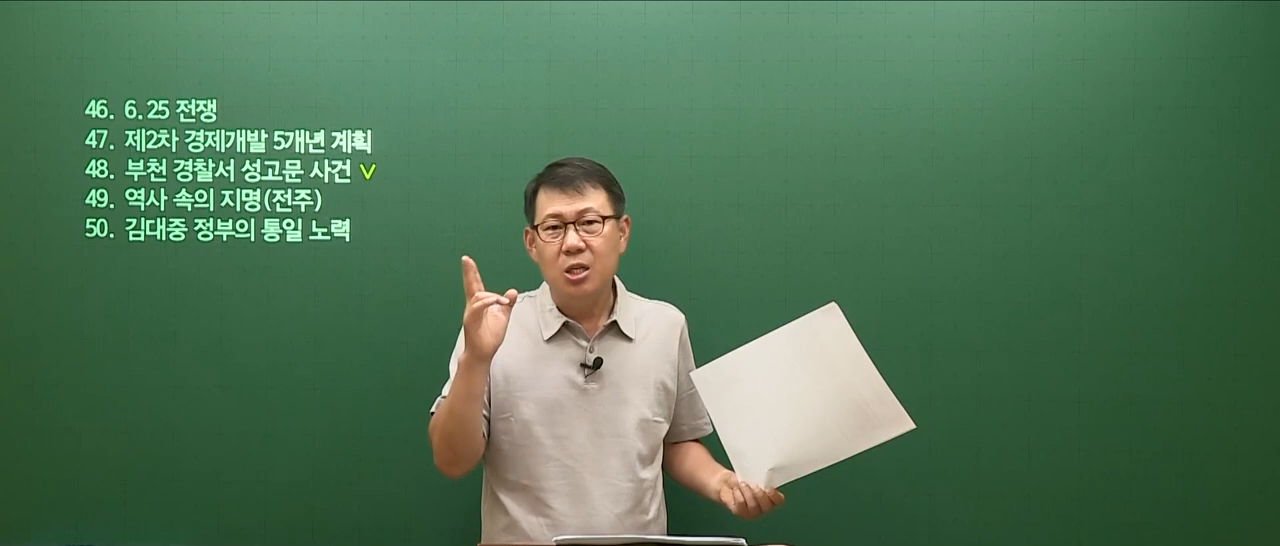 46. 6.25 전쟁
47. 제2차 경제개발 5개년 계획
48. 부천 경찰서 성고문 사건 ∨
49. 역사 속의 지명(전주)
50. 김대중 정부의 통일 노력